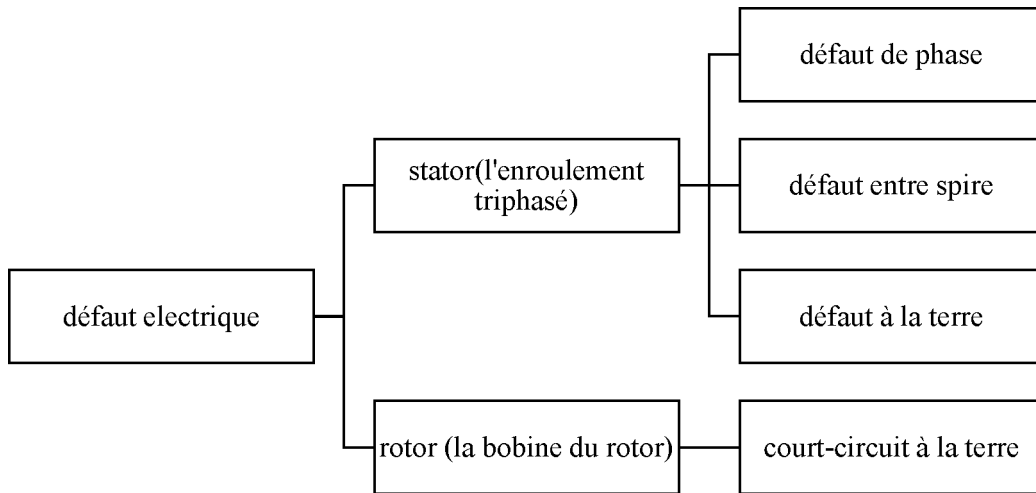 défaut de phase
stator(l'enroulement
triphasé)
défaut entre spire
défaut electrique
défaut à la terre
rotor (la bobine du rotor)
court-circuit à la terre